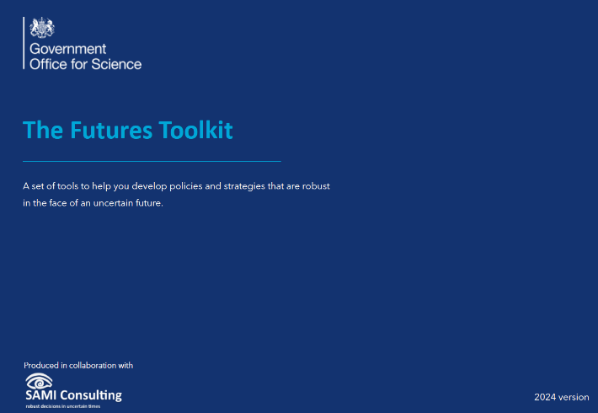 Government
Office for Science
The Futures Toolkit
A set of tools to help you develop policies and strategies that are robust
in the face of an uncertain future.
Produced in collaboration with
SAMI Consulting
robust decisions in uncertain times
2024 version